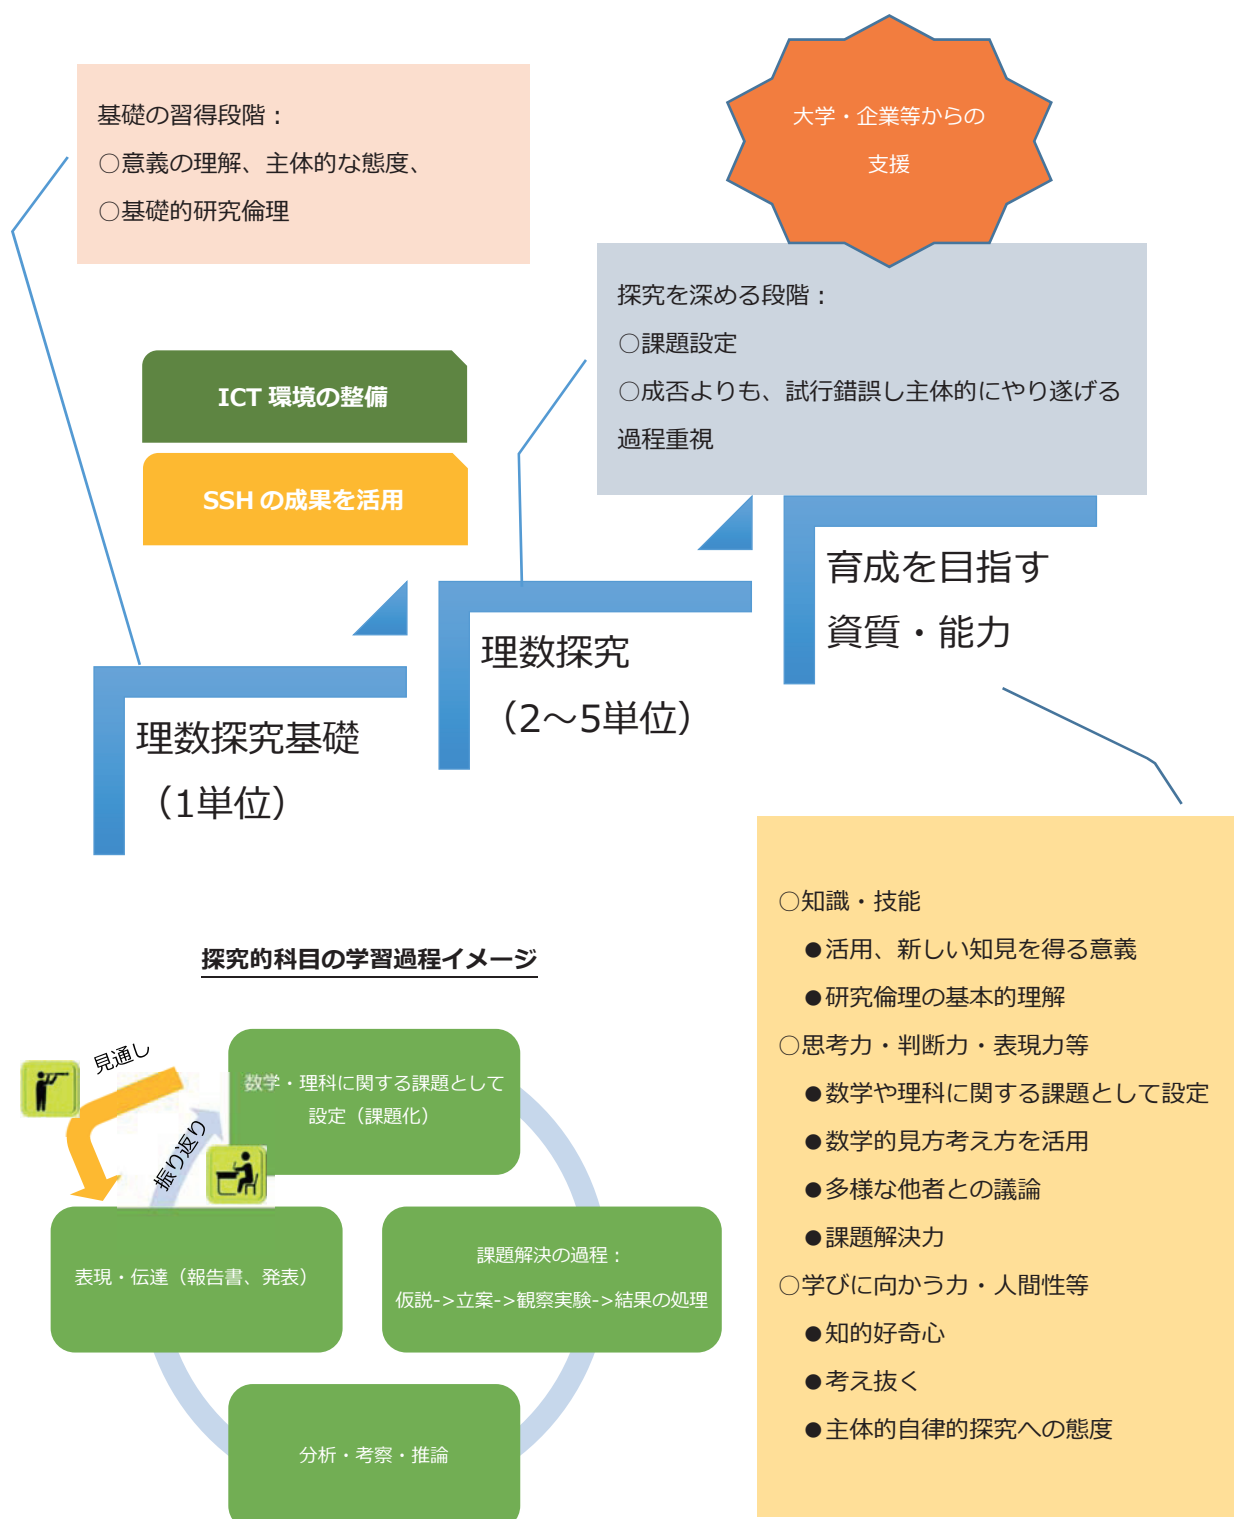 大学・企業等からの
支援
基礎の習得段階：
○意義の理解、主体的な態度、
○基礎的研究倫理
探究を深める段階：
○課題設定
○成否よりも、試行錯誤し主体的にやり遂げる
過程重視
ICT 環境の整備
SSH の成果を活用
育成を目指す
資質・能力
理数探究
（2～5単位）
理数探究基礎
（1単位）
○知識・技能
●活用、新しい知見を得る意義
●研究倫理の基本的理解
○思考力・判断力・表現力等
●数学や理科に関する課題として設定
●数学的見方考え方を活用
●多様な他者との議論
●課題解決力
○学びに向かう力・人間性等
●知的好奇心
●考え抜く
●主体的自律的探究への態度
探究的科目の学習過程イメージ
見通し
振り返り
数学・理科に関する課題として
設定（課題化）
課題解決の過程：
仮説->立案->観察実験->結果の処理
表現・伝達（報告書、発表）
分析・考察・推論